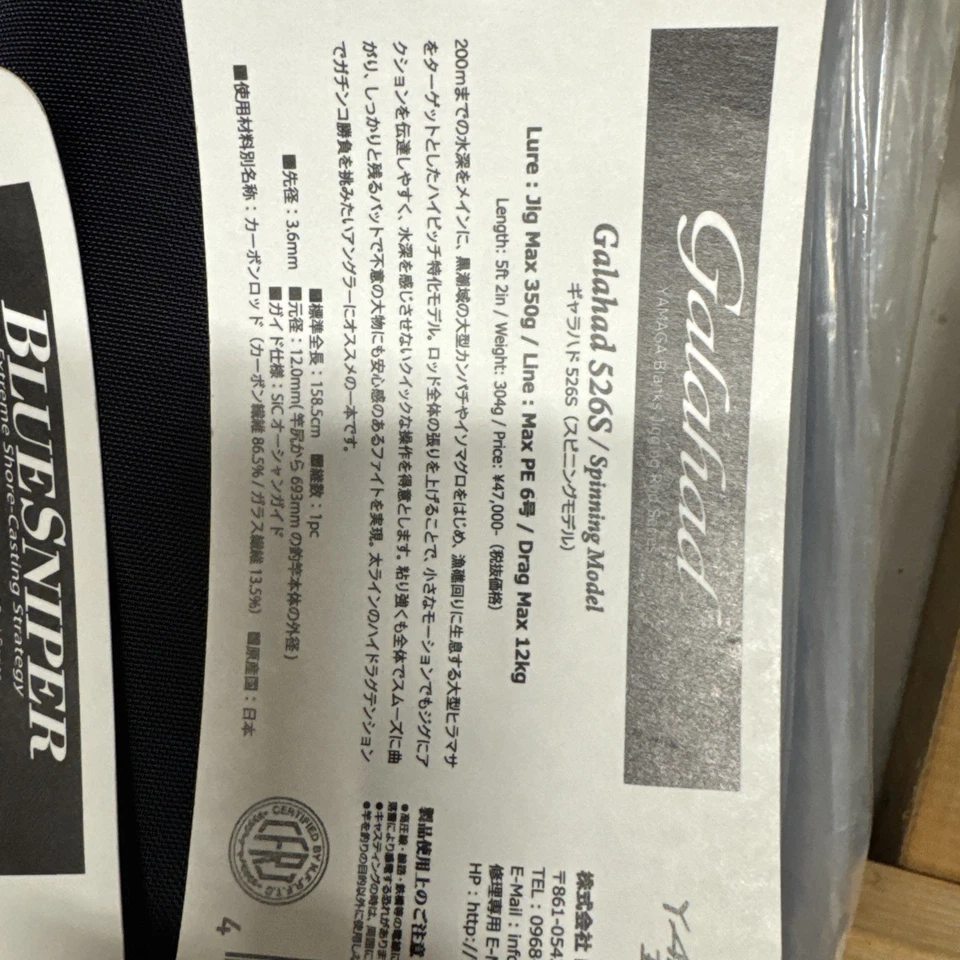 Galahad
YAMAGA Blanks Jigging Rod Series
Galahad 526S / Spinning Model
ギャラハド 526S（スピニングモデル）
Lure : Jig Max 350g / Line : Max PE 6号 / Drag Max 12kg
Length: 5ft 2in / Weight: 304g / Price: ¥47,000-（税抜価格）
200mまでの水深をメインに、黒潮域の大型カンパチやイソマグロをはじめ、漁礁回りに生息する大型ヒラマサ
をターゲットとしたハイピッチ特化モデル。ロッド全体の張りを上げることで、小さなモーションでもジグにア
クションを伝達しやすく、水深を感じさせないクイックな操作を得意とします。粘り強くも全体でスムーズに曲
がり、しっかりと残るバットで不意の大物にも安心感のあるファイトを実現。太ラインのハイドラグテンション
でガチンコ勝負を挑みたいアングラーにオススメの一本です。
■標準全長：158.5cm ■継数：1pc
■先径：3.6mm ■元径：12.0mm( 竿尻から 693mm の釣竿本体の外径 )
■ガイド仕様：SIC オーシャンガイド
■使用材料別名称：カーボンロッド（カーボン繊維 86.5% / ガラス繊維 13.5%） ■原産国：日本
株式会社
〒861-054
TEL : 0968
E-Mail : info
修理専用 E-M
HP : http://
製品使用上のご注意
CERTIFIED BY
CFR
4
BLUESNIPER
Extreme Shore-Casting Strategy